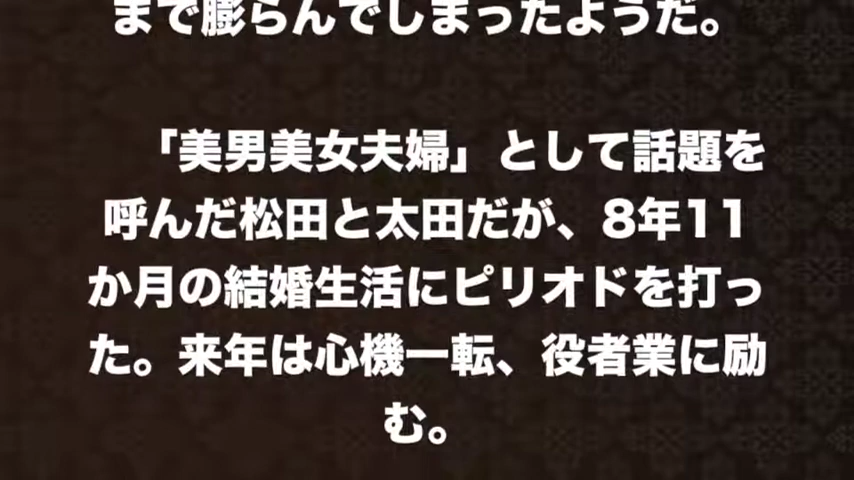 まで膨らんでしまったようだ。
「美男美女夫婦」として話題を
呼んだ松田と太田だが、8年11
か月の結婚生活にピリオドを打っ
た。来年は心機一転、役者業に励
む。